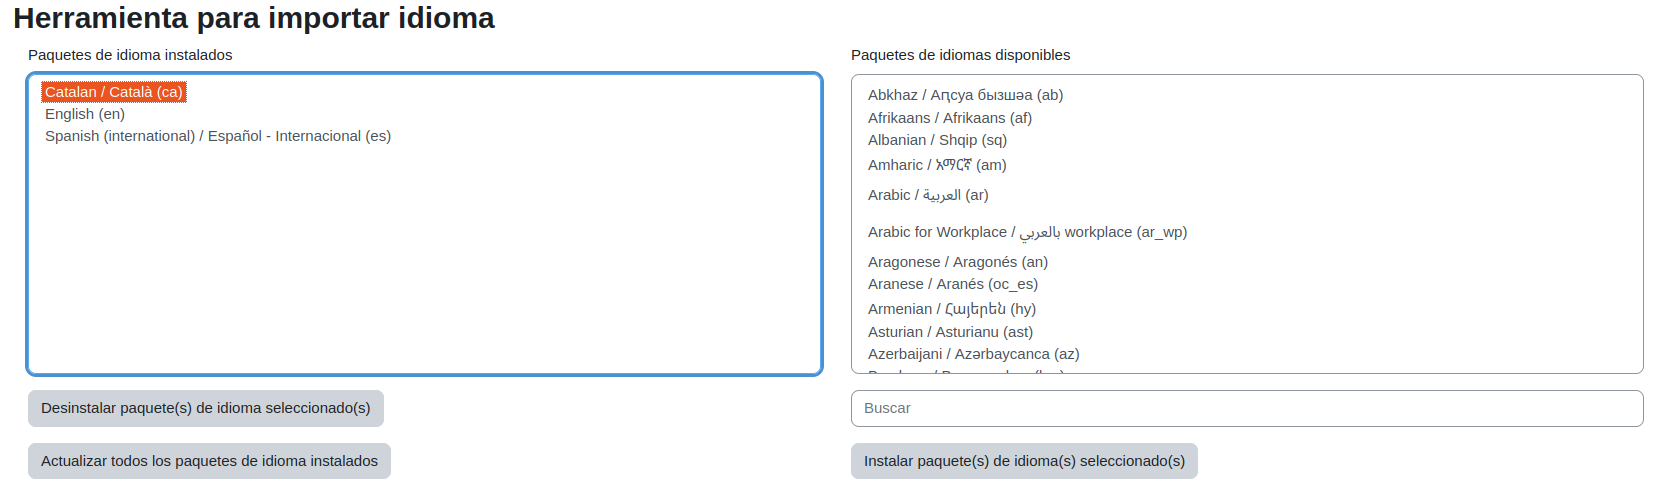 Herramienta para importar idioma
Paquetes de idioma instalados
Catalan / Català (ca)
English (en)
Spanish (international) / Español - Internacional (es)
Desinstalar paquete(s) de idioma seleccionado(s)
Actualizar todos los paquetes de idioma instalados
Paquetes de idiomas disponibles
Abkhaz / Аԥсуа бызшәа (ab)
Afrikaans / Afrikaans (af)
Albanian / Shqip (sq)
Amharic / አማርኛ (am)
Arabic / العربية (ar)
Arabic for Workplace / بالعربي workplace (ar_wp)
Aragonese / Aragonés (an)
Aranese / Aranés (oc_es)
Armenian / Հայերեն (hy)
Asturian / Asturianu (ast)
Azerbaijani / Azərbaycanca (az)
Buscar
Instalar paquete(s) de idioma(s) seleccionado(s)